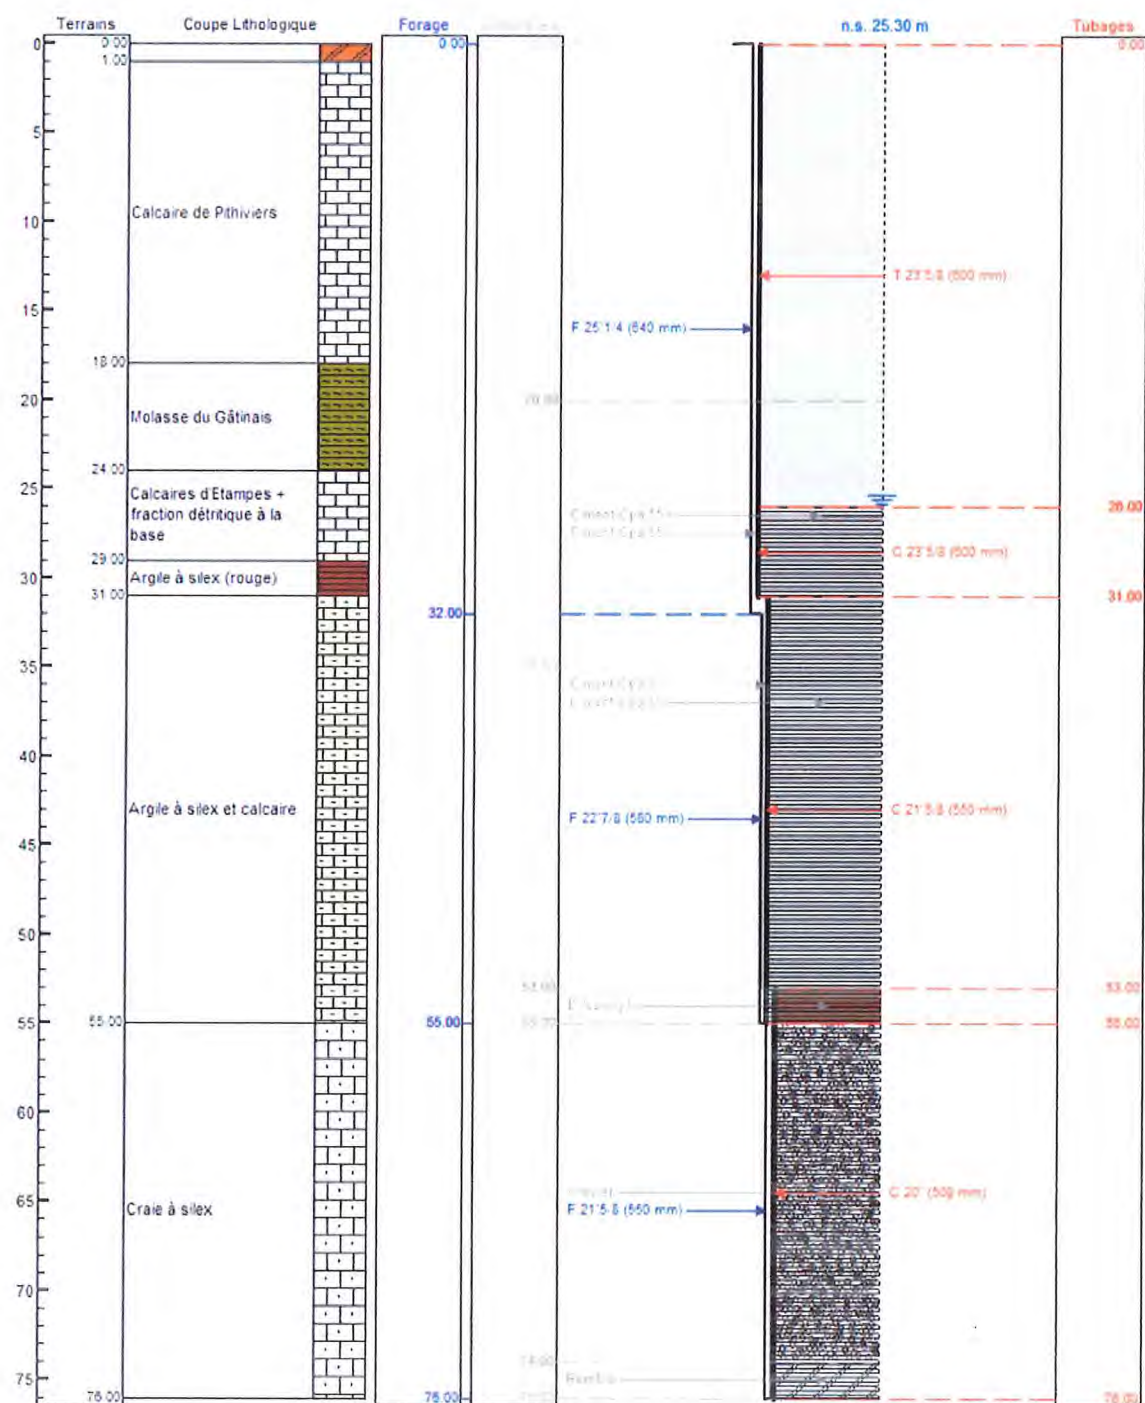 Terrains Coupe Lithologique Forage n.s. 25.30 m Tubages
0 0.00 0.00 0.00
1.00
5
Calcaire de Pithiviers
10
T 23"5/8 (600 mm)
15
F 25"1/4 (640 mm)
18.00
20
Molasse du Gâtinais
24.00
25
Calcaires d'Etampes +
fraction détritique à la
base
26.00
C 23"5/8 (600 mm)
29.00
30
Argile à silex (rouge)
31.00 31.00
32.00
35
40
Argile à silex et calcaire
C 21"5/8 (550 mm)
F 22"7/8 (580 mm)
45
50
53.00 53.00
55 55.00 55.00 55.00
60
65
C 20" (508 mm)
Craie à silex
F 21"5/8 (550 mm)
70
74.00
75
76.00 76.00 76.00